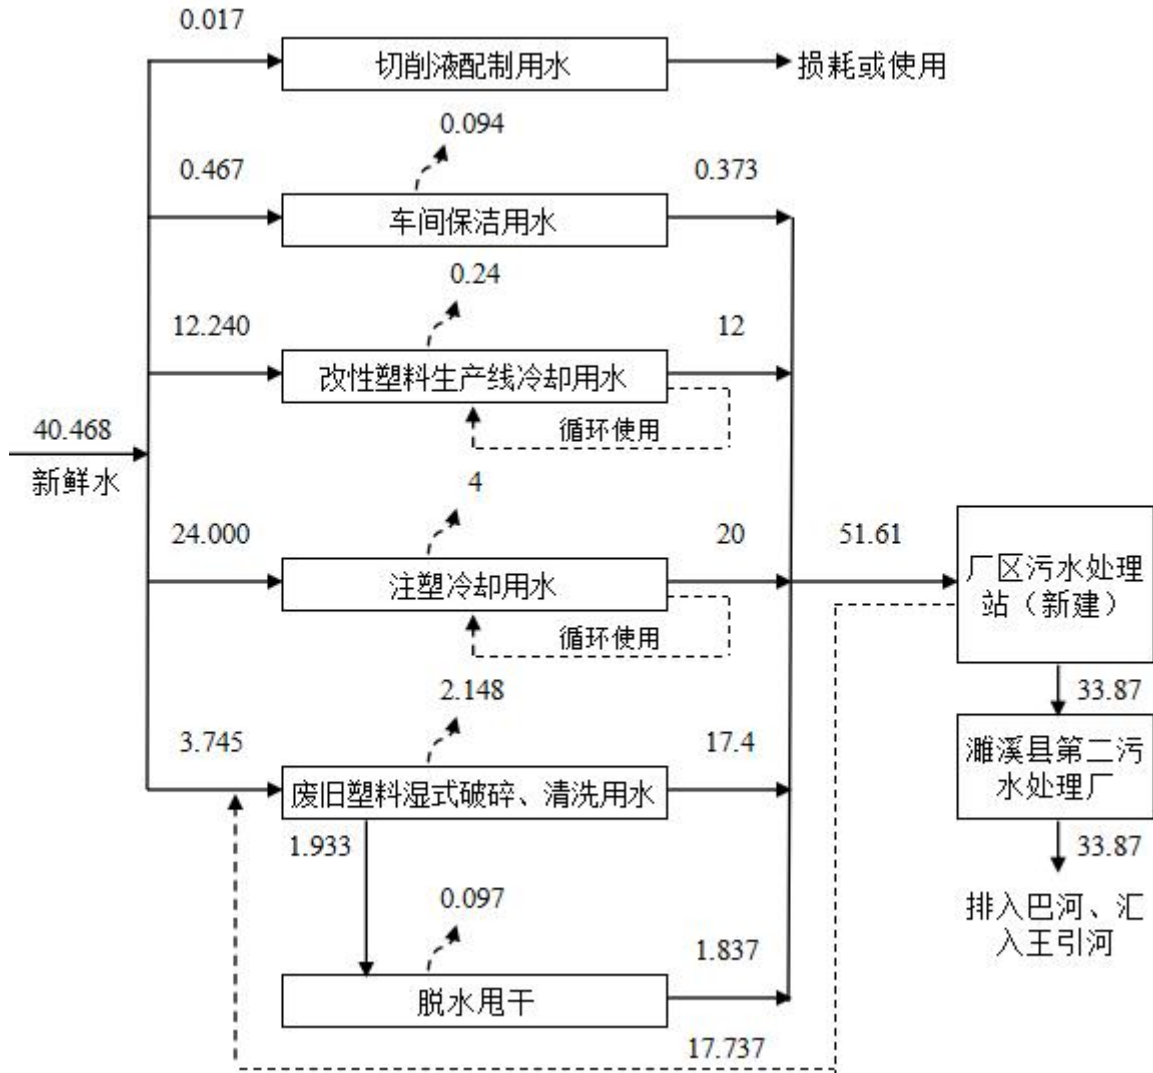 0.017
切削液配制用水
损耗或使用
0.094
0.467
0.373
车间保洁用水
0.24
12.240
12
改性塑料生产线冷却用水
循环使用
40.468
新鲜水
4
24.000
20
51.61
注塑冷却用水
循环使用
厂区污水处理
站（新建）
33.87
2.148
3.745
17.4
废旧塑料湿式破碎、清洗用水
濉溪县第二污
水处理厂
1.933
33.87
0.097
1.837
脱水甩干
排入巴河、汇
入王引河
17.737